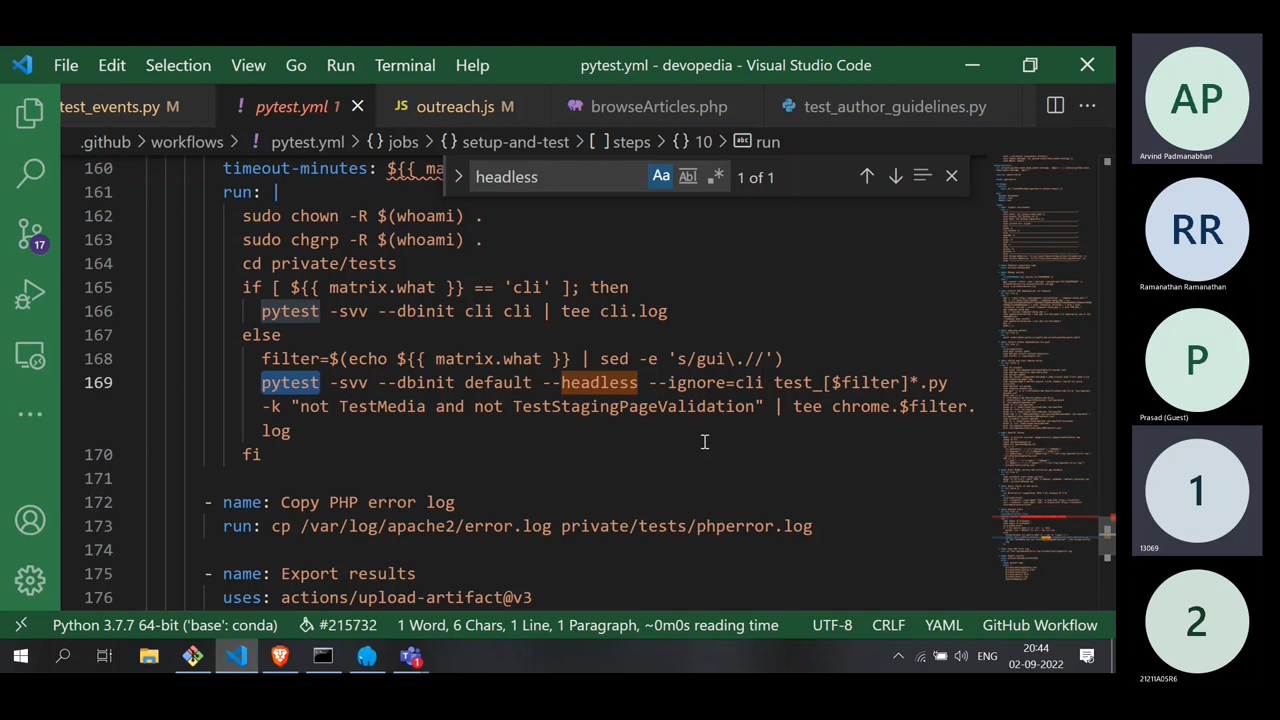 File Edit Selection View Go Run Terminal Help pytest.yml - devopedia - Visual Studio Code
test_events.py M ! pytest.yml 1 JS outreach.js M browseArticles.php test_author_guidelines.py
.github > workflows > ! pytest.yml > {} jobs > {} setup-and-test > [ ] steps > {} 10 > abc run
headless Aa Abl 1 of 1
160 timeout-minutes: ${{ ma
161 run: |
162 sudo chown -R $(whoami) .
163 sudo chgrp -R $(whoami) .
164 cd private/tests
165 if [ ${{ matrix.what }} == 'cli' ]; then
166 pytest -svv --dbinit cli cli | tee cli.log
167 else
168 filter=$(echo ${{ matrix.what }} | sed -e 's/gui\.//')
169 pytest -svv --dbinit default --headless --ignore=cli test_[$filter]*.py
-k "not TestMedia and not TestStagingPageValidation" | tee chrome.$filter.
log
170 fi
171
172 - name: Copy PHP error log
173 run: cp /var/log/apache2/error.log private/tests/phperror.log
174
175 - name: Export results
176 uses: actions/upload-artifact@v3
17
Python 3.7.7 64-bit ('base': conda) #215732 1 Word, 6 Chars, 1 Line, 1 Paragraph, ~0m0s reading time UTF-8 CRLF YAML GitHub Workflow
1
ENG
20:44
02-09-2022
AP
Arvind Padmanabhan
RR
Ramanathan Ramanathan
P
Prasad (Guest)
1
13069
2
21211A05R6